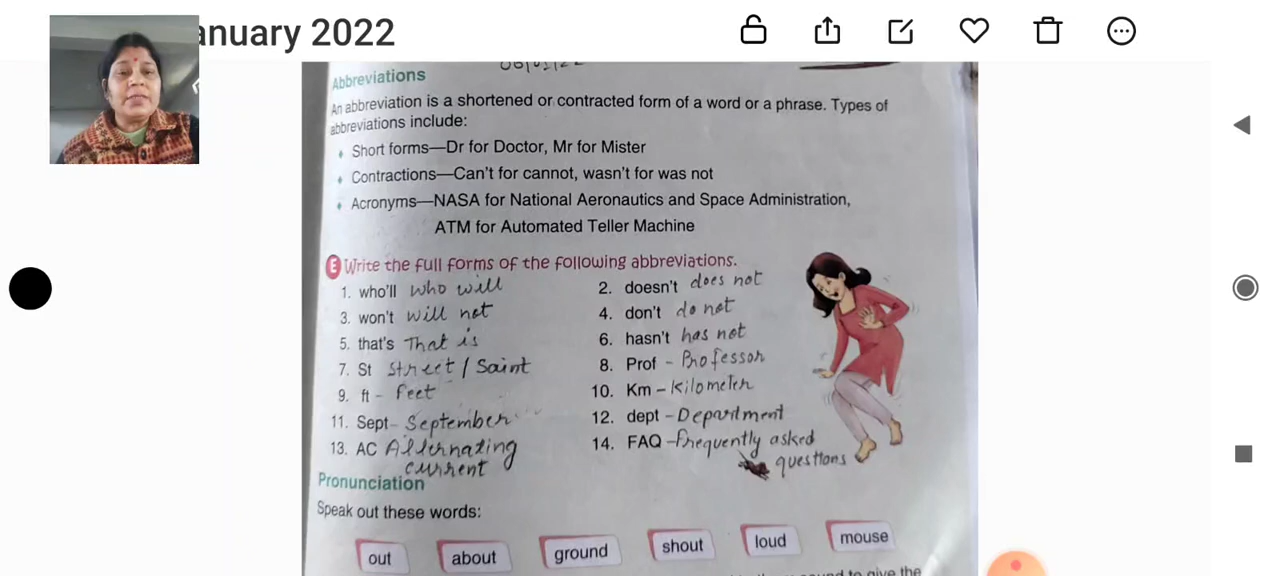 anuary 2022
06/01/22
Abbreviations
An abbreviation is a shortened or contracted form of a word or a phrase. Types of
abbreviations include:
Short forms—Dr for Doctor, Mr for Mister
Contractions—Can't for cannot, wasn't for was not
Acronyms—NASA for National Aeronautics and Space Administration,
ATM for Automated Teller Machine
E Write the full forms of the following abbreviations.
1. who'll who will 2. doesn't does not
3. won't will not 4. don't do not
5. that's That is 6. hasn't has not
7. St Street / Saint 8. Prof - Professor
9. ft - feet 10. Km - Kilometer
11. Sept - September 12. dept - Department
13. AC Alternating 14. FAQ - frequently asked
current questions
Pronunciation
Speak out these words:
out about ground shout loud mouse
to give the